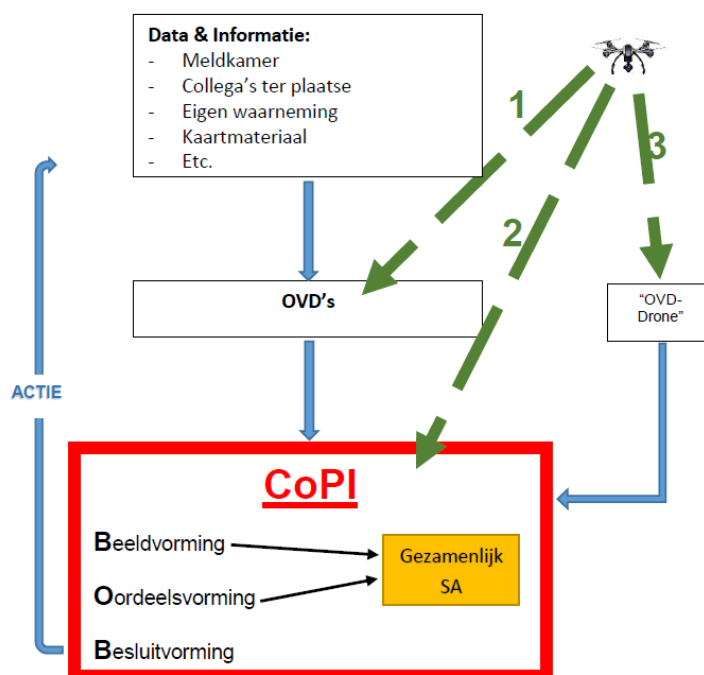 Data & Informatie:
- Meldkamer
- Collega's ter plaatse
- Eigen waarneming
- Kaartmateriaal
- Etc.
1
2
3
OVD's
"OVD-
Drone"
ACTIE
CoPI
Beeldvorming
Oordeelsvorming
Besluitvorming
Gezamenlijk
SA